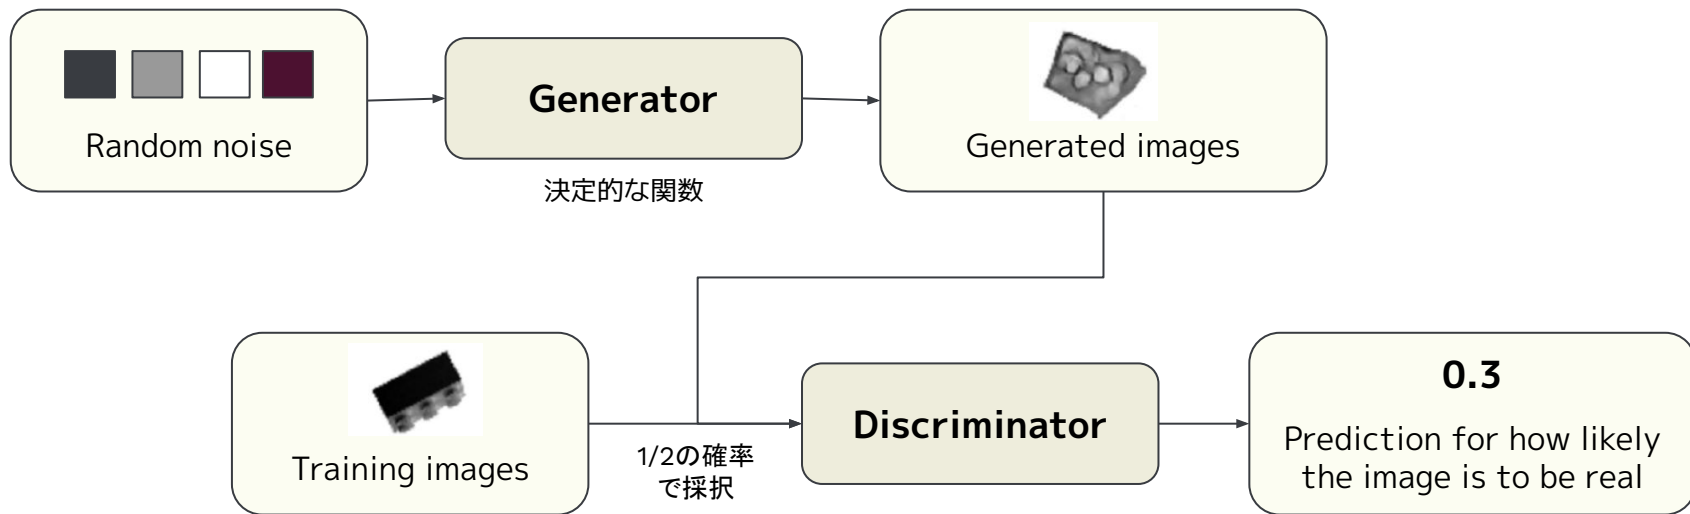 Random noise
Generator
決定的な関数
Generated images
Training images
1/2の確率
で採択
Discriminator
0.3
Prediction for how likely
the image is to be real